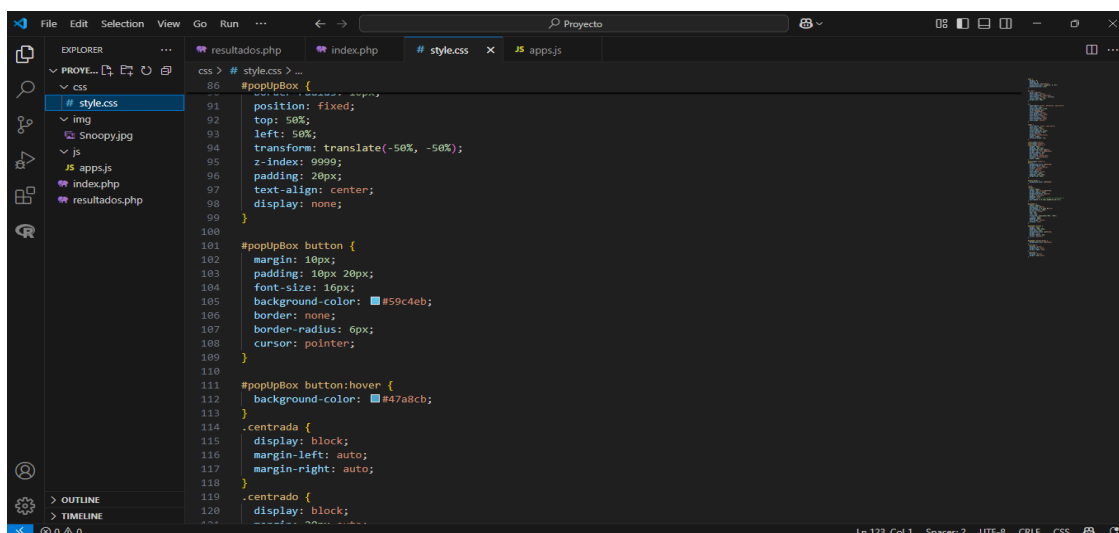 File Edit Selection View Go Run ... Proyecto
EXPLORER ...
resultados.php index.php # style.css JS apps.js
PROYE...
css
# style.css
img
Snoopy.jpg
js
JS apps.js
index.php
resultados.php
OUTLINE
TIMELINE
css > # style.css > ...
86 #popUpBox {
91 position: fixed;
92 top: 50%;
93 left: 50%;
94 transform: translate(-50%, -50%);
95 z-index: 9999;
96 padding: 20px;
97 text-align: center;
98 display: none;
99 }
100
101 #popUpBox button {
102 margin: 10px;
103 padding: 10px 20px;
104 font-size: 16px;
105 background-color: #59c4eb;
106 border: none;
107 border-radius: 6px;
108 cursor: pointer;
109 }
110
111 #popUpBox button:hover {
112 background-color: #47a8cb;
113 }
114 .centrada {
115 display: block;
116 margin-left: auto;
117 margin-right: auto;
118 }
119 .centrado {
120 display: block;
0 0 Ln 123, Col 1 Spaces: 2 UTF-8 CRLF CSS